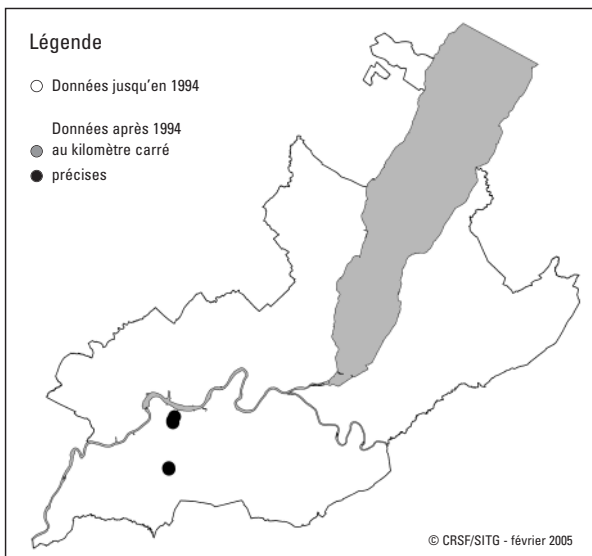 Légende
Données jusqu'en 1994
Données après 1994
au kilomètre carré
précises
© CRSF/SITG - février 2005